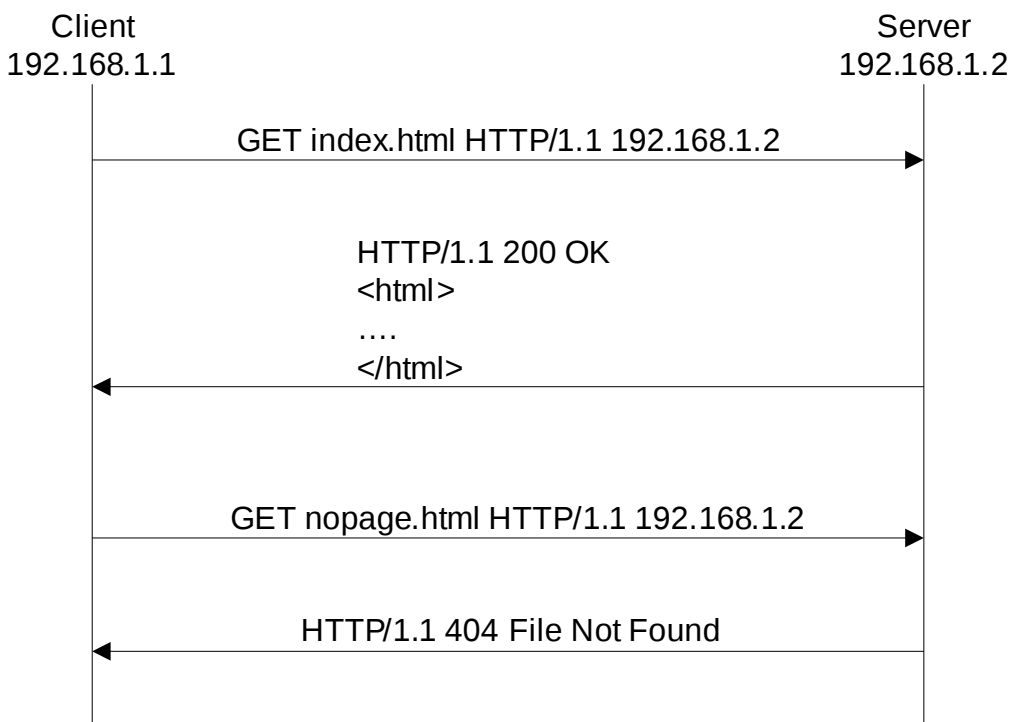 Client
192.168.1.1
Server
192.168.1.2
GET index.html HTTP/1.1 192.168.1.2
HTTP/1.1 200 OK
<html>
….
</html>
GET nopage.html HTTP/1.1 192.168.1.2
HTTP/1.1 404 File Not Found